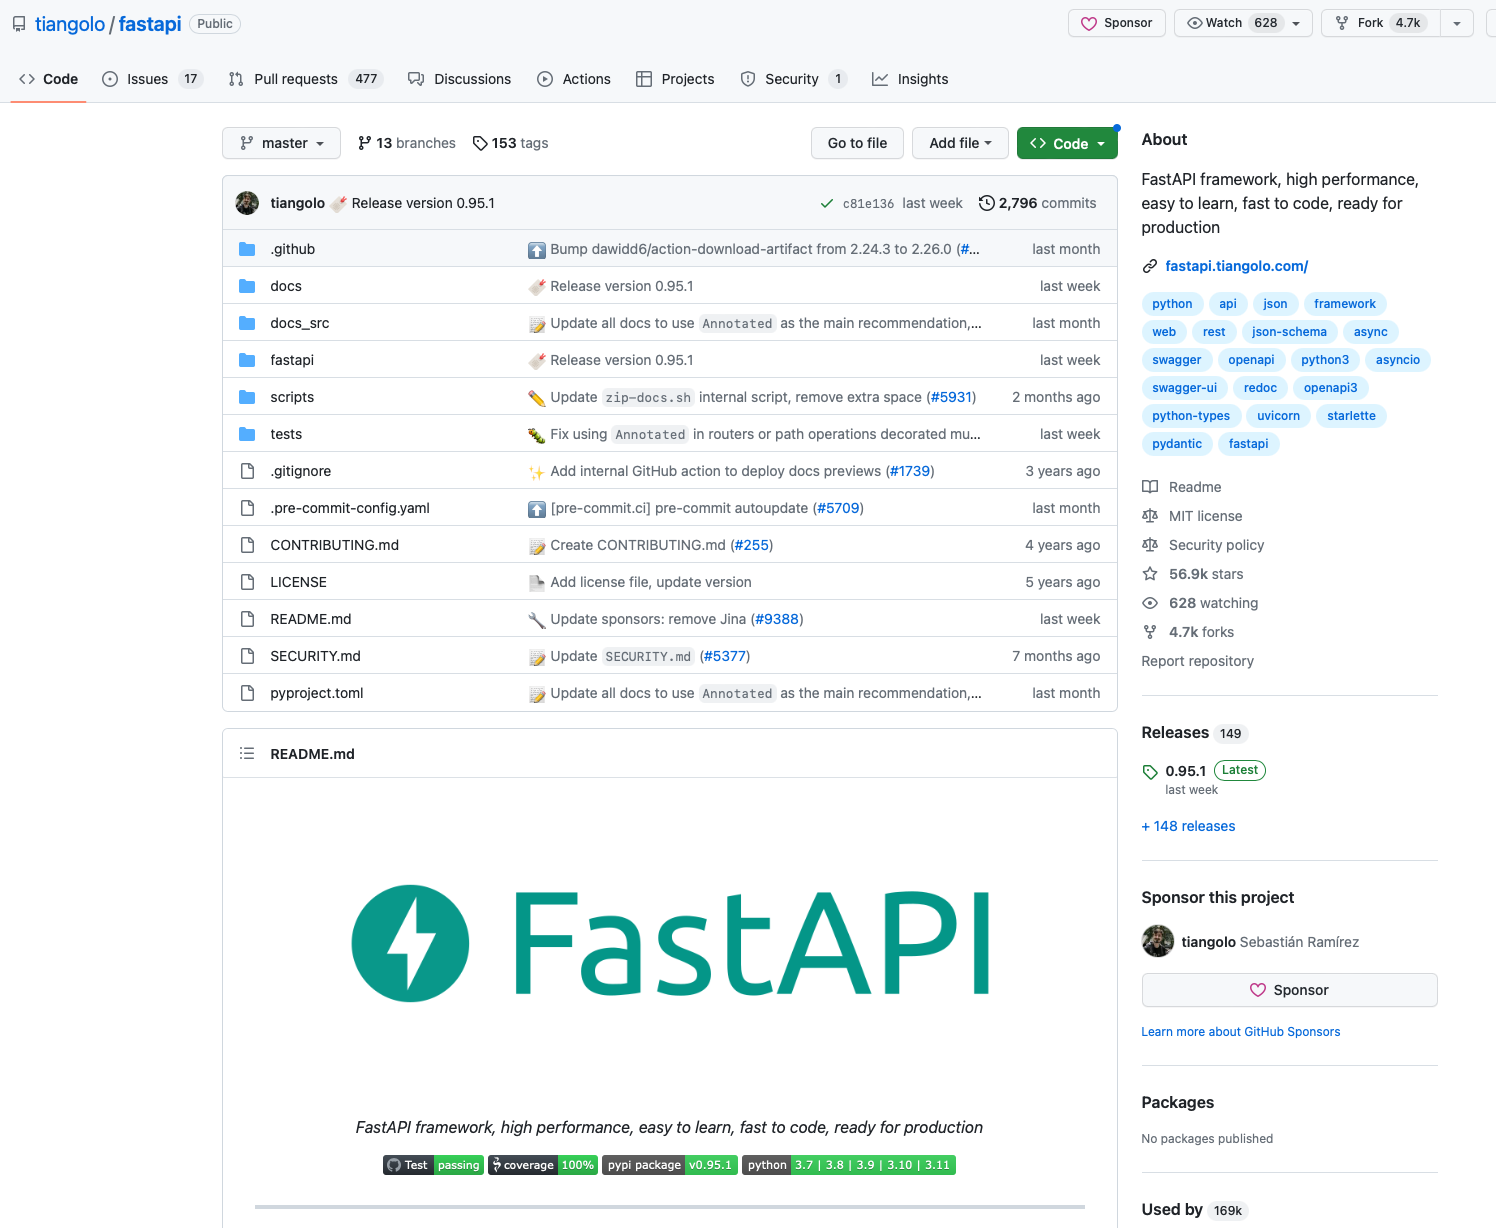 tiangolo / fastapi Public
Sponsor Watch 628 Fork 4.7k
Code Issues 17 Pull requests 477 Discussions Actions Projects Security 1 Insights
master 13 branches 153 tags Go to file Add file Code
tiangolo Release version 0.95.1 c81e136 last week 2,796 commits
.github Bump dawidd6/action-download-artifact from 2.24.3 to 2.26.0 (#... last month
docs Release version 0.95.1 last week
docs_src Update all docs to use Annotated as the main recommendation,... last month
fastapi Release version 0.95.1 last week
scripts Update zip-docs.sh internal script, remove extra space (#5931) 2 months ago
tests Fix using Annotated in routers or path operations decorated mu... last week
.gitignore Add internal GitHub action to deploy docs previews (#1739) 3 years ago
.pre-commit-config.yaml [pre-commit.ci] pre-commit autoupdate (#5709) last month
CONTRIBUTING.md Create CONTRIBUTING.md (#255) 4 years ago
LICENSE Add license file, update version 5 years ago
README.md Update sponsors: remove Jina (#9388) last week
SECURITY.md Update SECURITY.md (#5377) 7 months ago
pyproject.toml Update all docs to use Annotated as the main recommendation,... last month
README.md
FastAPI
FastAPI framework, high performance, easy to learn, fast to code, ready for production
Test passing coverage 100% pypi package v0.95.1 python 3.7 | 3.8 | 3.9 | 3.10 | 3.11
About
FastAPI framework, high performance,
easy to learn, fast to code, ready for
production
fastapi.tiangolo.com/
python api json framework
web rest json-schema async
swagger openapi python3 asyncio
swagger-ui redoc openapi3
python-types uvicorn starlette
pydantic fastapi
Readme
MIT license
Security policy
56.9k stars
628 watching
4.7k forks
Report repository
Releases 149
0.95.1 Latest
last week
+ 148 releases
Sponsor this project
tiangolo Sebastián Ramírez
Sponsor
Learn more about GitHub Sponsors
Packages
No packages published
Used by 169k